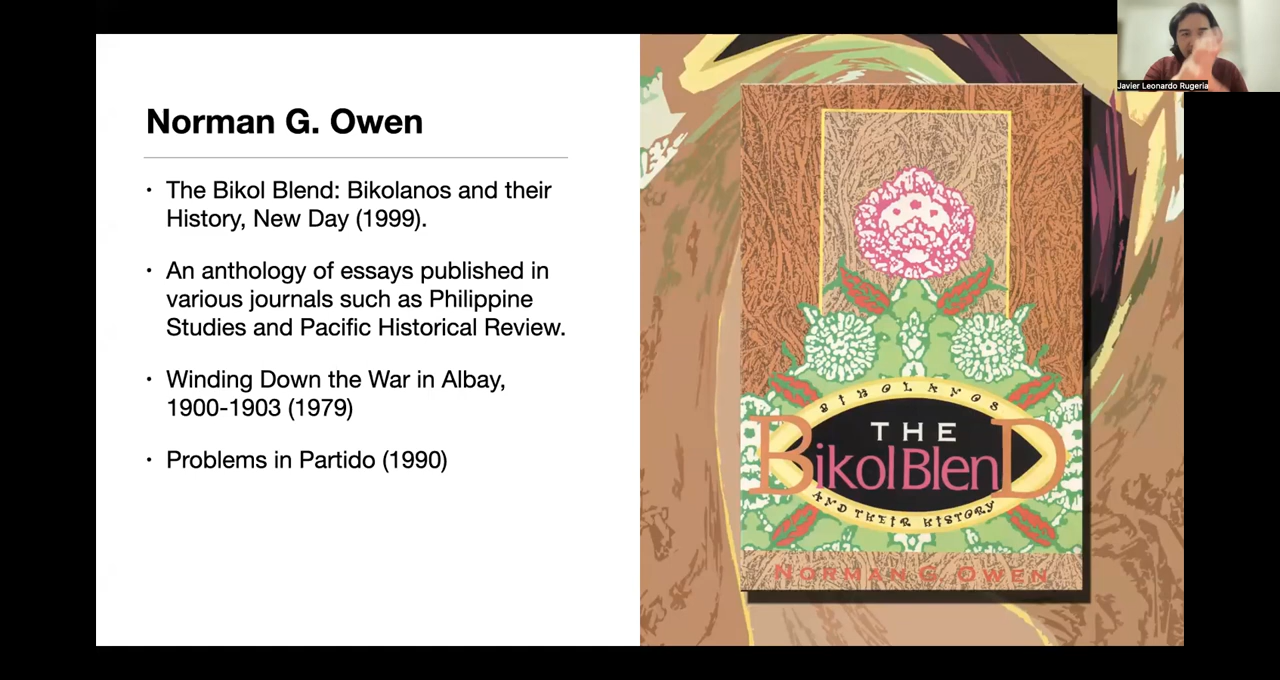 Javier Leonardo Rugeria
Norman G. Owen
• The Bikol Blend: Bikolanos and their
History, New Day (1999).
• An anthology of essays published in
various journals such as Philippine
Studies and Pacific Historical Review.
• Winding Down the War in Albay,
1900-1903 (1979)
• Problems in Partido (1990)
BIKOLANOS
THE
BikolBlenD
AND THEIR HISTORY
NORMAN G. OWEN